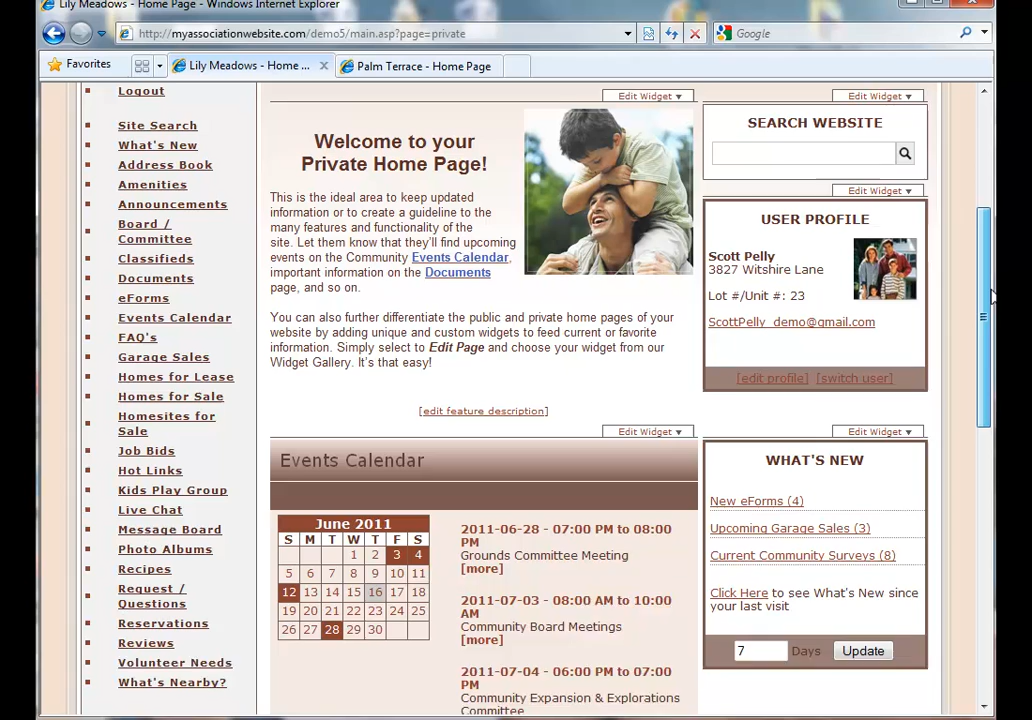 Lily Meadows - Home Page - Windows Internet Explorer
http://myassociationwebsite.com/demo5/main.asp?page=private
Google
Favorites
Lily Meadows - Home ...
Palm Terrace - Home Page
Logout
Site Search
What's New
Address Book
Amenities
Announcements
Board /
Committee
Classifieds
Documents
eForms
Events Calendar
FAQ's
Garage Sales
Homes for Lease
Homes for Sale
Homesites for
Sale
Job Bids
Hot Links
Kids Play Group
Live Chat
Message Board
Photo Albums
Recipes
Request /
Questions
Reservations
Reviews
Volunteer Needs
What's Nearby?
Edit Widget
Welcome to your
Private Home Page!
This is the ideal area to keep updated
information or to create a guideline to the
many features and functionality of the
site. Let them know that they'll find upcoming
events on the Community Events Calendar,
important information on the Documents
page, and so on.
You can also further differentiate the public and private home pages of your
website by adding unique and custom widgets to feed current or favorite
information. Simply select to Edit Page and choose your widget from our
Widget Gallery. It's that easy!
[edit feature description]
Edit Widget
Events Calendar
June 2011
S M T W T F S
1 2 3 4
5 6 7 8 9 10 11
12 13 14 15 16 17 18
19 20 21 22 23 24 25
26 27 28 29 30
2011-06-28 - 07:00 PM to 08:00
PM
Grounds Committee Meeting
[more]
2011-07-03 - 08:00 AM to 10:00
AM
Community Board Meetings
[more]
2011-07-04 - 06:00 PM to 07:00
PM
Community Expansion & Explorations
Committee
Edit Widget
SEARCH WEBSITE
Edit Widget
USER PROFILE
Scott Pelly
3827 Witshire Lane
Lot #/Unit #: 23
ScottPelly_demo@gmail.com
[edit profile] [switch user]
Edit Widget
WHAT'S NEW
New eForms (4)
Upcoming Garage Sales (3)
Current Community Surveys (8)
Click Here to see What's New since
your last visit
7 Days Update